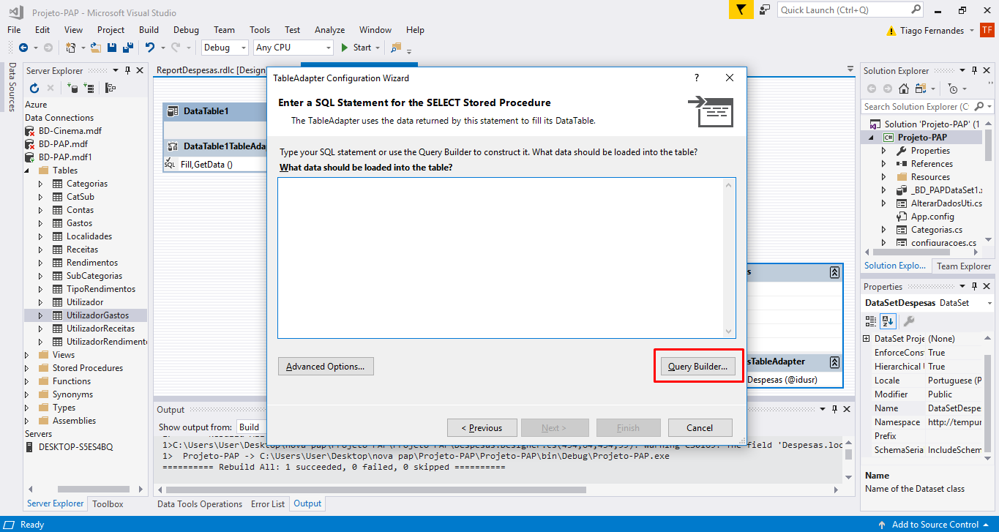 Projeto-PAP - Microsoft Visual Studio
Quick Launch (Ctrl+Q)
File Edit View Project Build Debug Team Tools Test Analyze Window Help
Tiago Fernandes TF
Debug Any CPU Start
Data Sources
Server Explorer
Azure
Data Connections
BD-Cinema.mdf
BD-PAP.mdf
BD-PAP.mdf1
Tables
Categorias
CatSub
Contas
Gastos
Localidades
Receitas
Rendimentos
SubCategorias
TipoRendimentos
Utilizador
UtilizadorGastos
UtilizadorReceitas
UtilizadorRendimento
Views
Stored Procedures
Functions
Synonyms
Types
Assemblies
Servers
DESKTOP-S5ES4BQ
Server Explorer Toolbox
ReportDespesas.rdlc [Design
DataTable1
DataTable1TableAda
SQL Fill,GetData ()
TableAdapter Configuration Wizard
?
Enter a SQL Statement for the SELECT Stored Procedure
The TableAdapter uses the data returned by this statement to fill its DataTable.
Type your SQL statement or use the Query Builder to construct it. What data should be loaded into the table?
What data should be loaded into the table?
Advanced Options...
Query Builder...
< Previous
Next >
Finish
Cancel
s
sTableAdapter
Despesas (@idusr)
Output
Show output from: Build
1>C:\Users\User\Desktop\nova pap\Projeto-PAP\Projeto-PAP\Despesas.Designer.cs(494,64,494,99): warning CS0169: The field 'Despesas.loc
1> Projeto-PAP -> C:\Users\User\Desktop\nova pap\Projeto-PAP\Projeto-PAP\bin\Debug\Projeto-PAP.exe
========== Rebuild All: 1 succeeded, 0 failed, 0 skipped ==========
Data Tools Operations Error List Output
Solution Explorer
Search Solution Explorer (C
Solution 'Projeto-PAP' (1
C# Projeto-PAP
Properties
References
Resources
_BD_PAPDataSet1.x
AlterarDadosUti.cs
App.config
Categorias.cs
configuracoes.cs
Solution Explo... Team Explorer
Properties
DataSetDespesas DataSet
DataSet Proje (None)
EnforceCons True
Hierarchical U True
Locale Portuguese (P
Modifier Public
Name DataSetDespe
Namespace http://tempur
Prefix
SchemaSeria IncludeSchem
Name
Name of the Dataset class
Ready
Add to Source Control